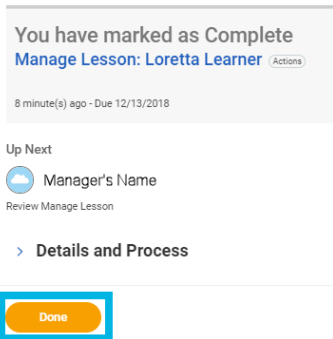 You have marked as Complete
Manage Lesson: Loretta Learner Actions
8 minute(s) ago - Due 12/13/2018
Up Next
Manager's Name
Review Manage Lesson
Details and Process
Done